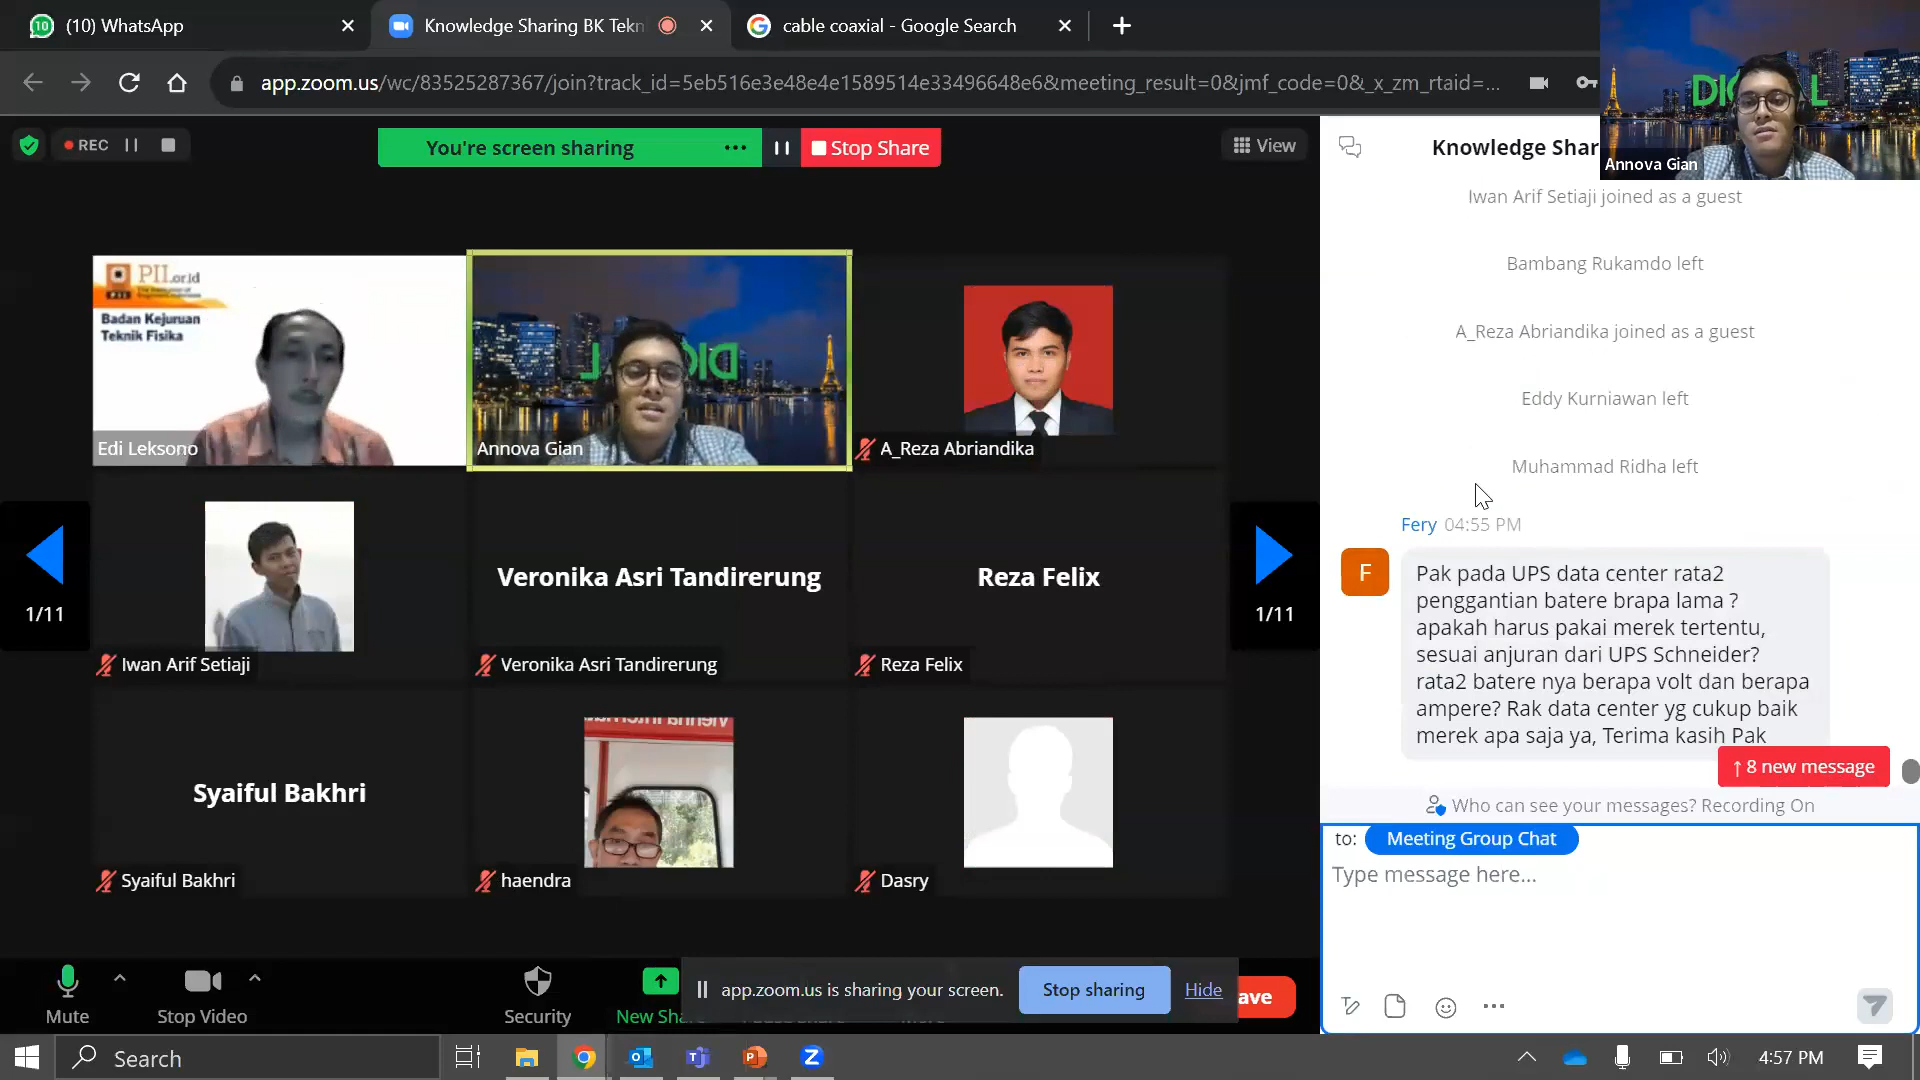 (10) WhatsApp
Knowledge Sharing BK Tekn
cable coaxial - Google Search
app.zoom.us/wc/83525287367/join?track_id=5eb516e3e48e4e1589514e33496648e6&meeting_result=0&jmf_code=0&_x_zm_rtaid=...
REC
You're screen sharing
Stop Share
View
Knowledge Shar
Annova Gian
Iwan Arif Setiaji joined as a guest
Bambang Rukamdo left
A_Reza Abriandika joined as a guest
Eddy Kurniawan left
Muhammad Ridha left
Fery 04:55 PM
F
Pak pada UPS data center rata2
penggantian batere brapa lama ?
apakah harus pakai merek tertentu,
sesuai anjuran dari UPS Schneider?
rata2 batere nya berapa volt dan berapa
ampere? Rak data center yg cukup baik
merek apa saja ya, Terima kasih Pak
↑ 8 new message
Who can see your messages? Recording On
to: Meeting Group Chat
Type message here...
PII.or.id
Badan Kejuruan
Teknik Fisika
Edi Leksono
Annova Gian
A_Reza Abriandika
1/11
Iwan Arif Setiaji
Veronika Asri Tandirerung
Veronika Asri Tandirerung
Reza Felix
Reza Felix
1/11
Syaiful Bakhri
Syaiful Bakhri
haendra
Dasry
Mute
Stop Video
Security
New Sha
app.zoom.us is sharing your screen.
Stop sharing
Hide
ave
Search
4:57 PM